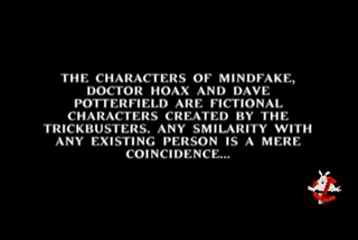 THE CHARACTERS OF MINDFAKE,
DOCTOR HOAX AND DAVE
POTTERFIELD ARE FICTIONAL
CHARACTERS CREATED BY THE
TRICKBUSTERS. ANY SMILARITY WITH
ANY EXISTING PERSON IS A MERE
COINCIDENCE...